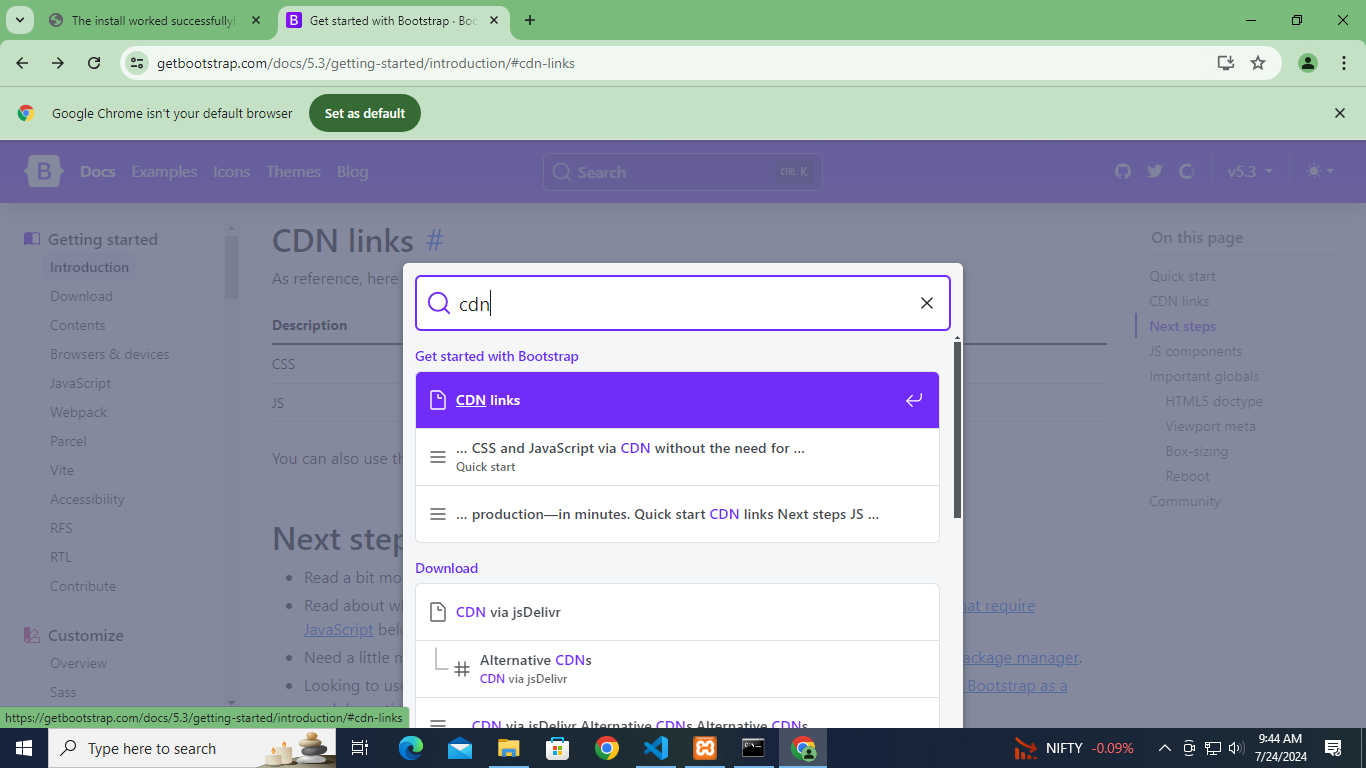 The install worked successfully!
Get started with Bootstrap · Boo
getbootstrap.com/docs/5.3/getting-started/introduction/#cdn-links
Google Chrome isn't your default browser
Set as default
B
Docs
Examples
Icons
Themes
Blog
Search
CTRL K
v5.3
Getting started
Introduction
Download
Contents
Browsers & devices
JavaScript
Webpack
Parcel
Vite
Accessibility
RFS
RTL
Contribute
Customize
Overview
Sass
CDN links #
As reference, here
Description
CSS
JS
You can also use th
Next step
Read a bit mo
Read about w
hat require
JavaScript belo
Need a little m
ackage manager.
Looking to use
Bootstrap as a
cdn
Get started with Bootstrap
CDN links
... CSS and JavaScript via CDN without the need for ...
Quick start
... production—in minutes. Quick start CDN links Next steps JS ...
Download
CDN via jsDelivr
Alternative CDNs
CDN via jsDelivr
CDN via jsDelivr Alternative CDNs Alternative CDNs
On this page
Quick start
CDN links
Next steps
JS components
Important globals
HTML5 doctype
Viewport meta
Box-sizing
Reboot
Community
https://getbootstrap.com/docs/5.3/getting-started/introduction/#cdn-links
Type here to search
NIFTY -0.09%
9:44 AM
7/24/2024